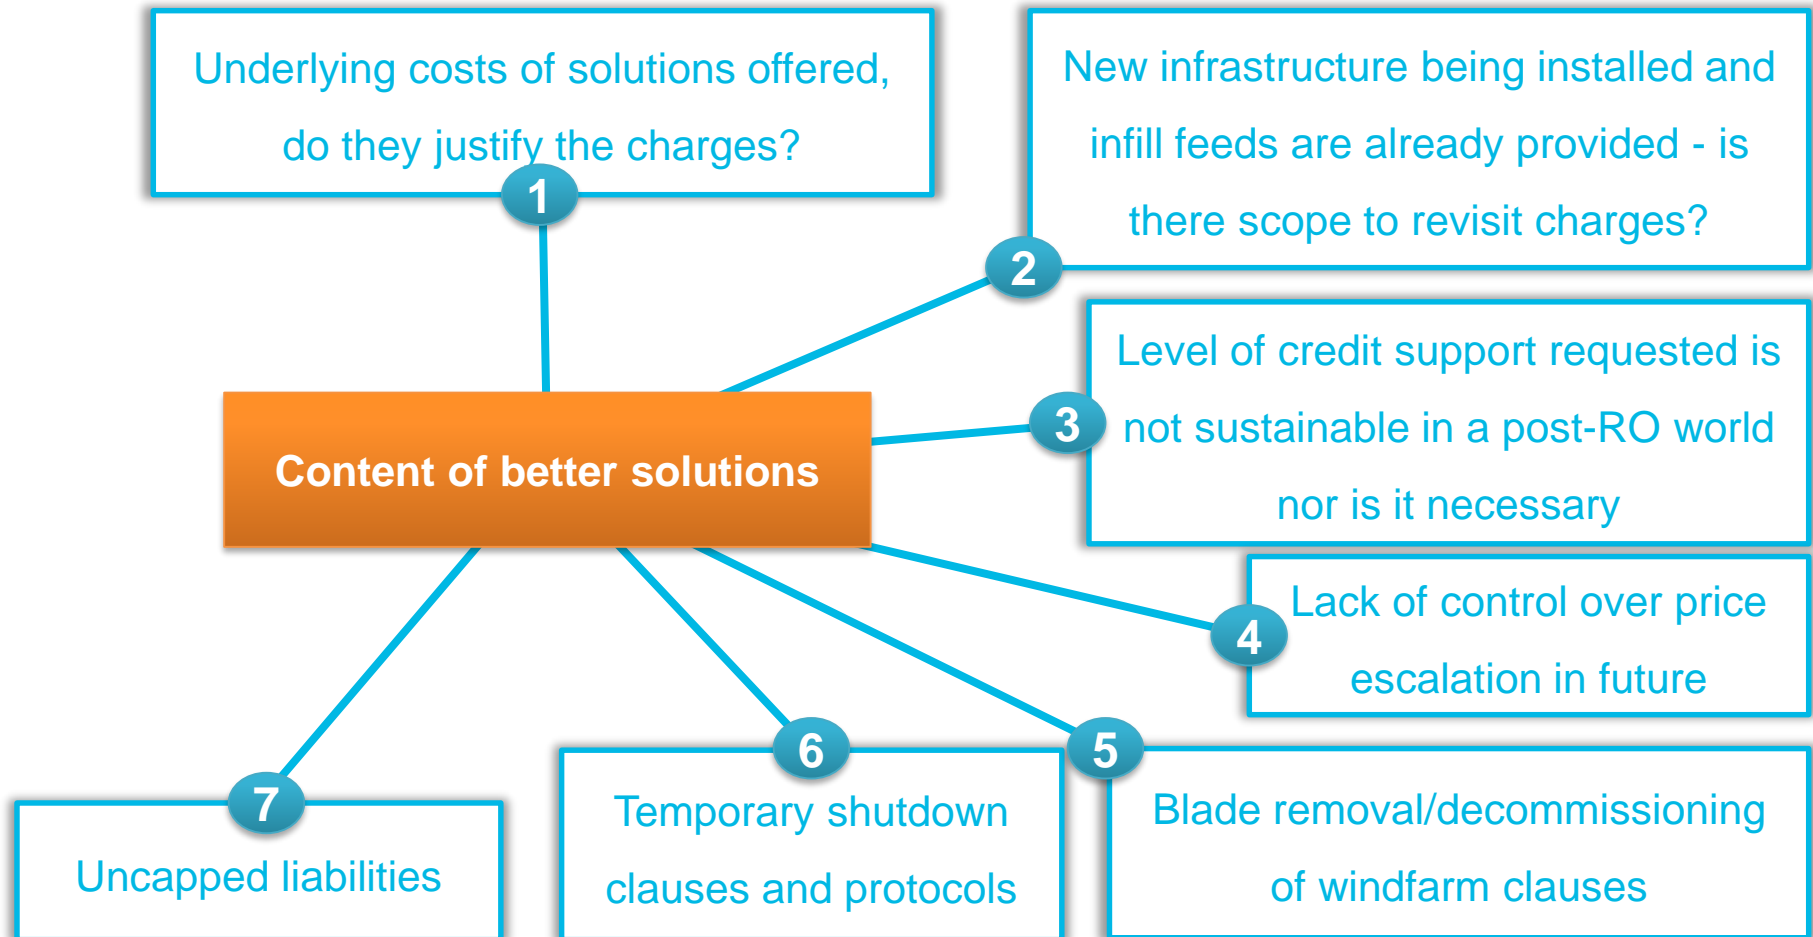 Underlying costs of solutions offered,
do they justify the charges?
1
New infrastructure being installed and
infill feeds are already provided - is
there scope to revisit charges?
2
Level of credit support requested is
not sustainable in a post-RO world
nor is it necessary
3
Content of better solutions
Lack of control over price
escalation in future
4
5
Blade removal/decommissioning
of windfarm clauses
6
Temporary shutdown
clauses and protocols
7
Uncapped liabilities